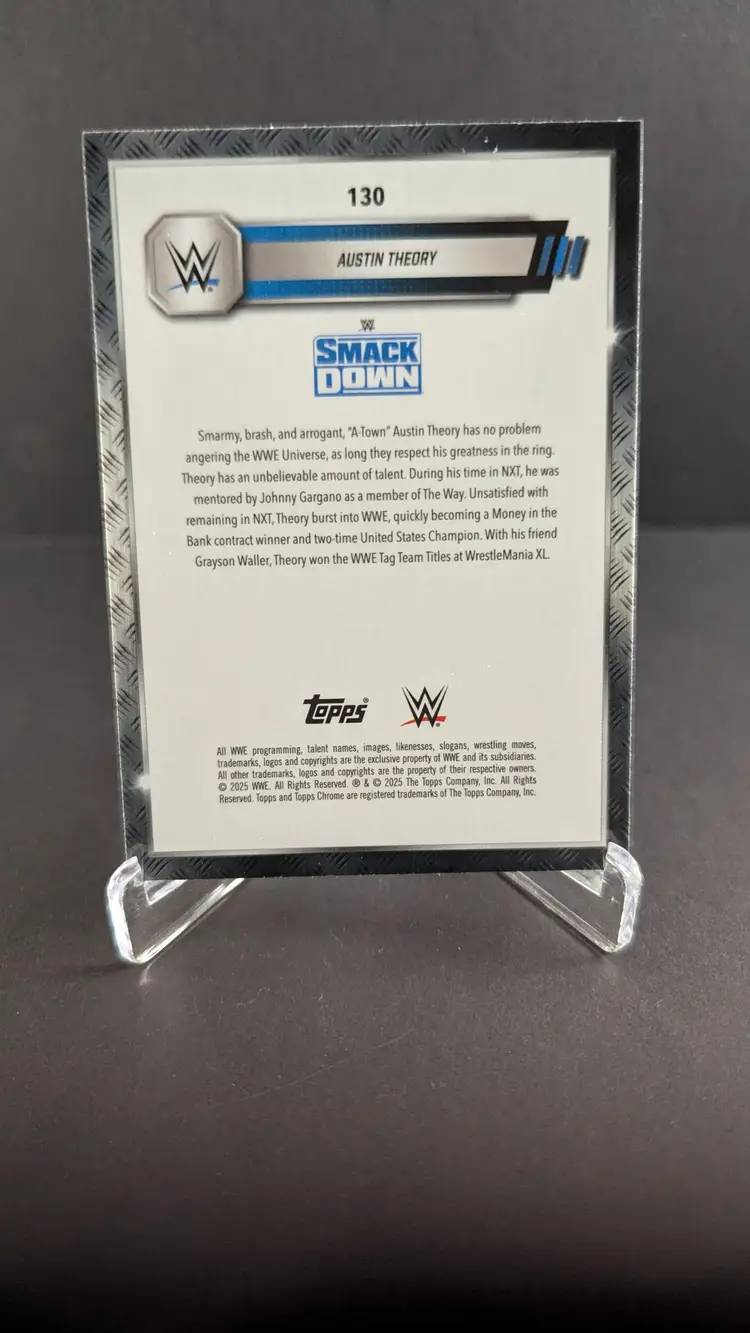 130
W
AUSTIN THEORY
W
SMACK
DOWN
Smarmy, brash, and arrogant, "A-Town" Austin Theory has no problem
angering the WWE Universe, as long they respect his greatness in the ring.
Theory has an unbelievable amount of talent. During his time in NXT, he was
mentored by Johnny Gargano as a member of The Way. Unsatisfied with
remaining in NXT, Theory burst into WWE, quickly becoming a Money in the
Bank contract winner and two-time United States Champion. With his friend
Grayson Waller, Theory won the WWE Tag Team Titles at WrestleMania XL.
Topps® W®
All WWE programming, talent names, images, likenesses, slogans, wrestling moves,
trademarks, logos and copyrights are the exclusive property of WWE and its subsidiaries.
All other trademarks, logos and copyrights are the property of their respective owners.
© 2025 WWE. All Rights Reserved. ® & © 2025 The Topps Company, Inc. All Rights
Reserved. Topps and Topps Chrome are registered trademarks of The Topps Company, Inc.